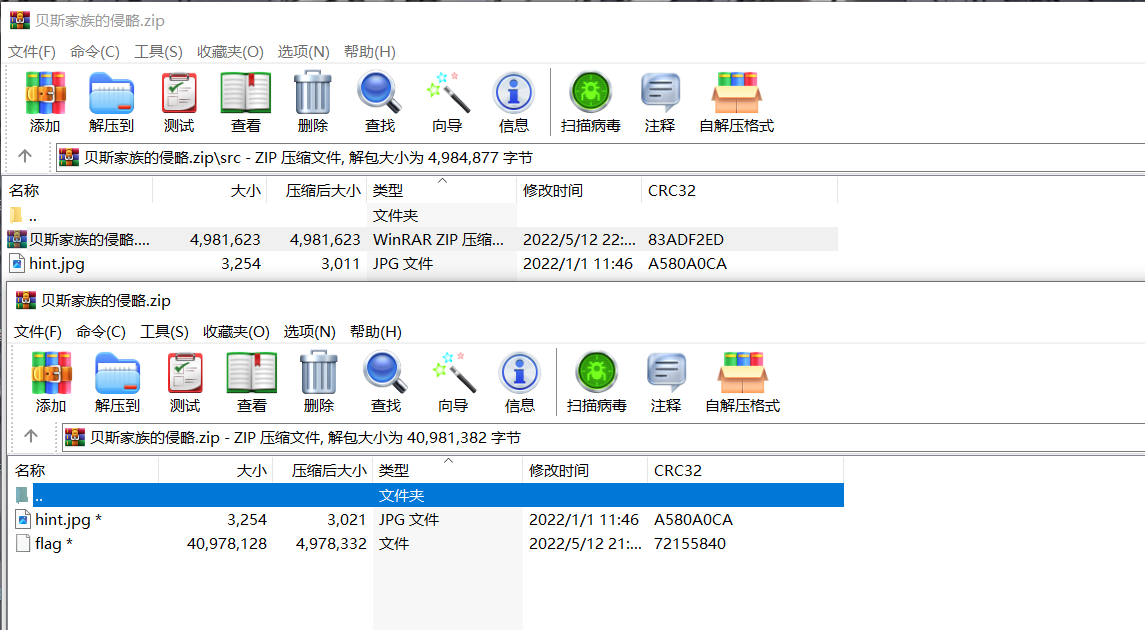 贝斯家族的侵略.zip
文件(F) 命令(C) 工具(S) 收藏夹(O) 选项(N) 帮助(H)
添加 解压到 测试 查看 删除 查找 向导 信息 扫描病毒 注释 自解压格式
贝斯家族的侵略.zip\src - ZIP 压缩文件, 解包大小为 4,984,877 字节
名称 大小 压缩后大小 类型 修改时间 CRC32
.. 文件夹
贝斯家族的侵略.... 4,981,623 4,981,623 WinRAR ZIP 压缩... 2022/5/12 22:... 83ADF2ED
hint.jpg 3,254 3,011 JPG 文件 2022/1/1 11:46 A580A0CA
贝斯家族的侵略.zip
文件(F) 命令(C) 工具(S) 收藏夹(O) 选项(N) 帮助(H)
添加 解压到 测试 查看 删除 查找 向导 信息 扫描病毒 注释 自解压格式
贝斯家族的侵略.zip - ZIP 压缩文件, 解包大小为 40,981,382 字节
名称 大小 压缩后大小 类型 修改时间 CRC32
.. 文件夹
hint.jpg * 3,254 3,021 JPG 文件 2022/1/1 11:46 A580A0CA
flag * 40,978,128 4,978,332 文件 2022/5/12 21:... 72155840